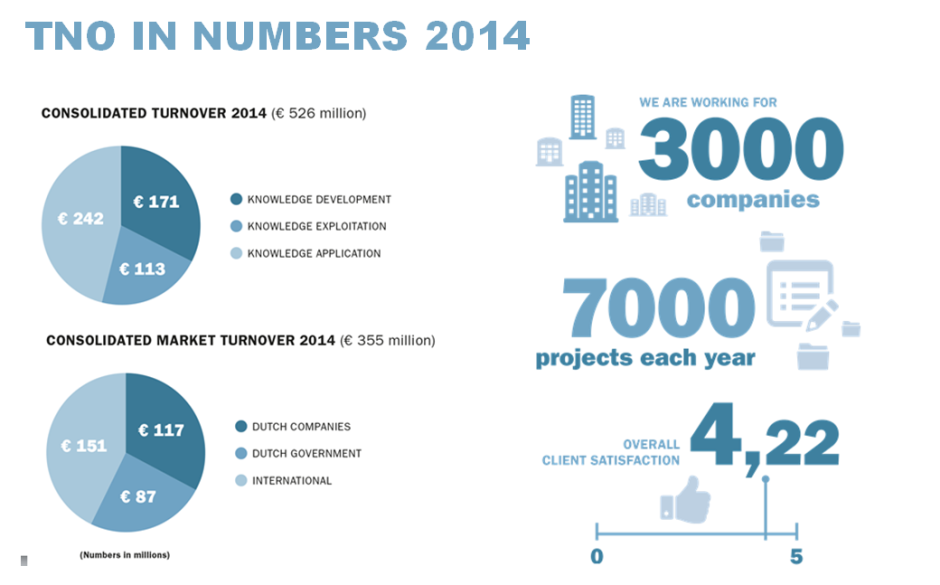 TNO IN NUMBERS 2014
CONSOLIDATED TURNOVER 2014 (€ 526 million)
€ 171
€ 242
€ 113
KNOWLEDGE DEVELOPMENT
KNOWLEDGE EXPLOITATION
KNOWLEDGE APPLICATION
CONSOLIDATED MARKET TURNOVER 2014 (€ 355 million)
€ 117
€ 151
€ 87
DUTCH COMPANIES
DUTCH GOVERNMENT
INTERNATIONAL
(Numbers in millions)
WE ARE WORKING FOR
3000
companies
7000
projects each year
4,22
OVERALL
CLIENT SATISFACTION
0 5